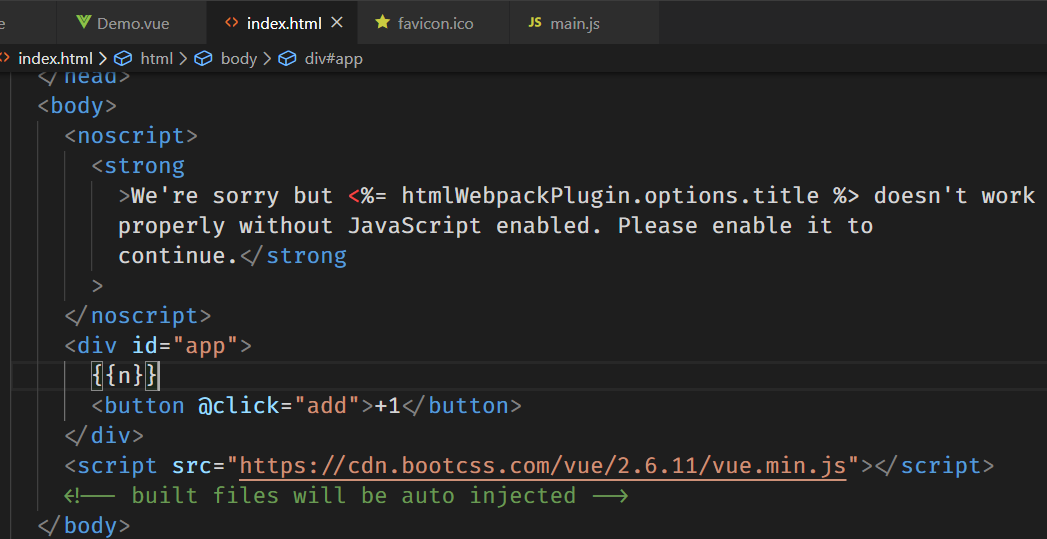 e Demo.vue <> index.html × favicon.ico JS main.js
<> index.html > html > body > div#app
</head>
<body>
<noscript>
<strong
>We're sorry but <%= htmlWebpackPlugin.options.title %> doesn't work
properly without JavaScript enabled. Please enable it to
continue.</strong
>
</noscript>
<div id="app">
{{n}}
<button @click="add">+1</button>
</div>
<script src="https://cdn.bootcss.com/vue/2.6.11/vue.min.js"></script>
<!-- built files will be auto injected -->
</body>